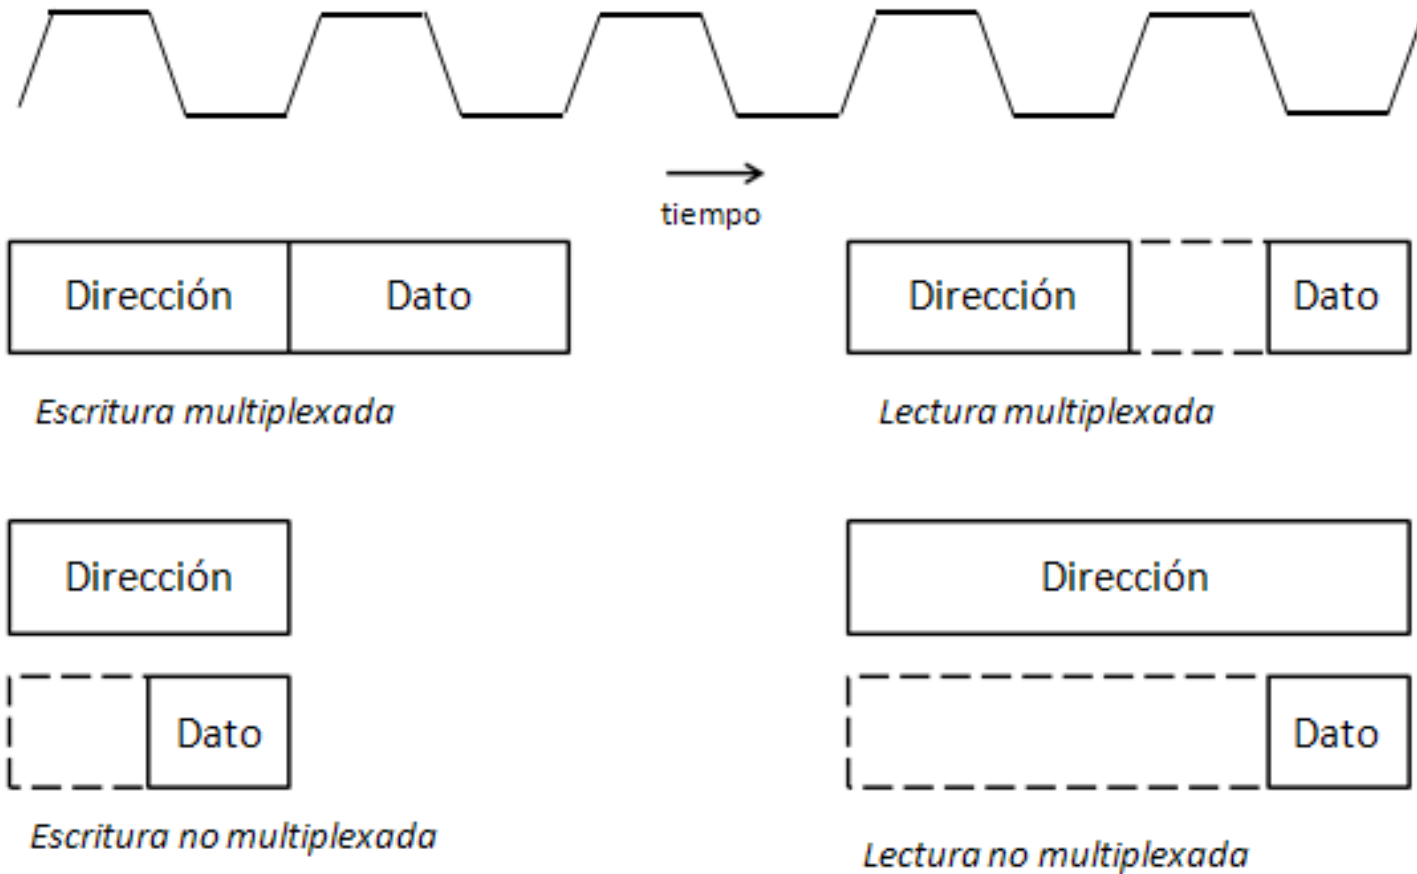 tiempo
Dirección
Dato
Dirección
Dato
Escritura multiplexada
Lectura multiplexada
Dirección
Dirección
Dato
Dato
Escritura no multiplexada
Lectura no multiplexada